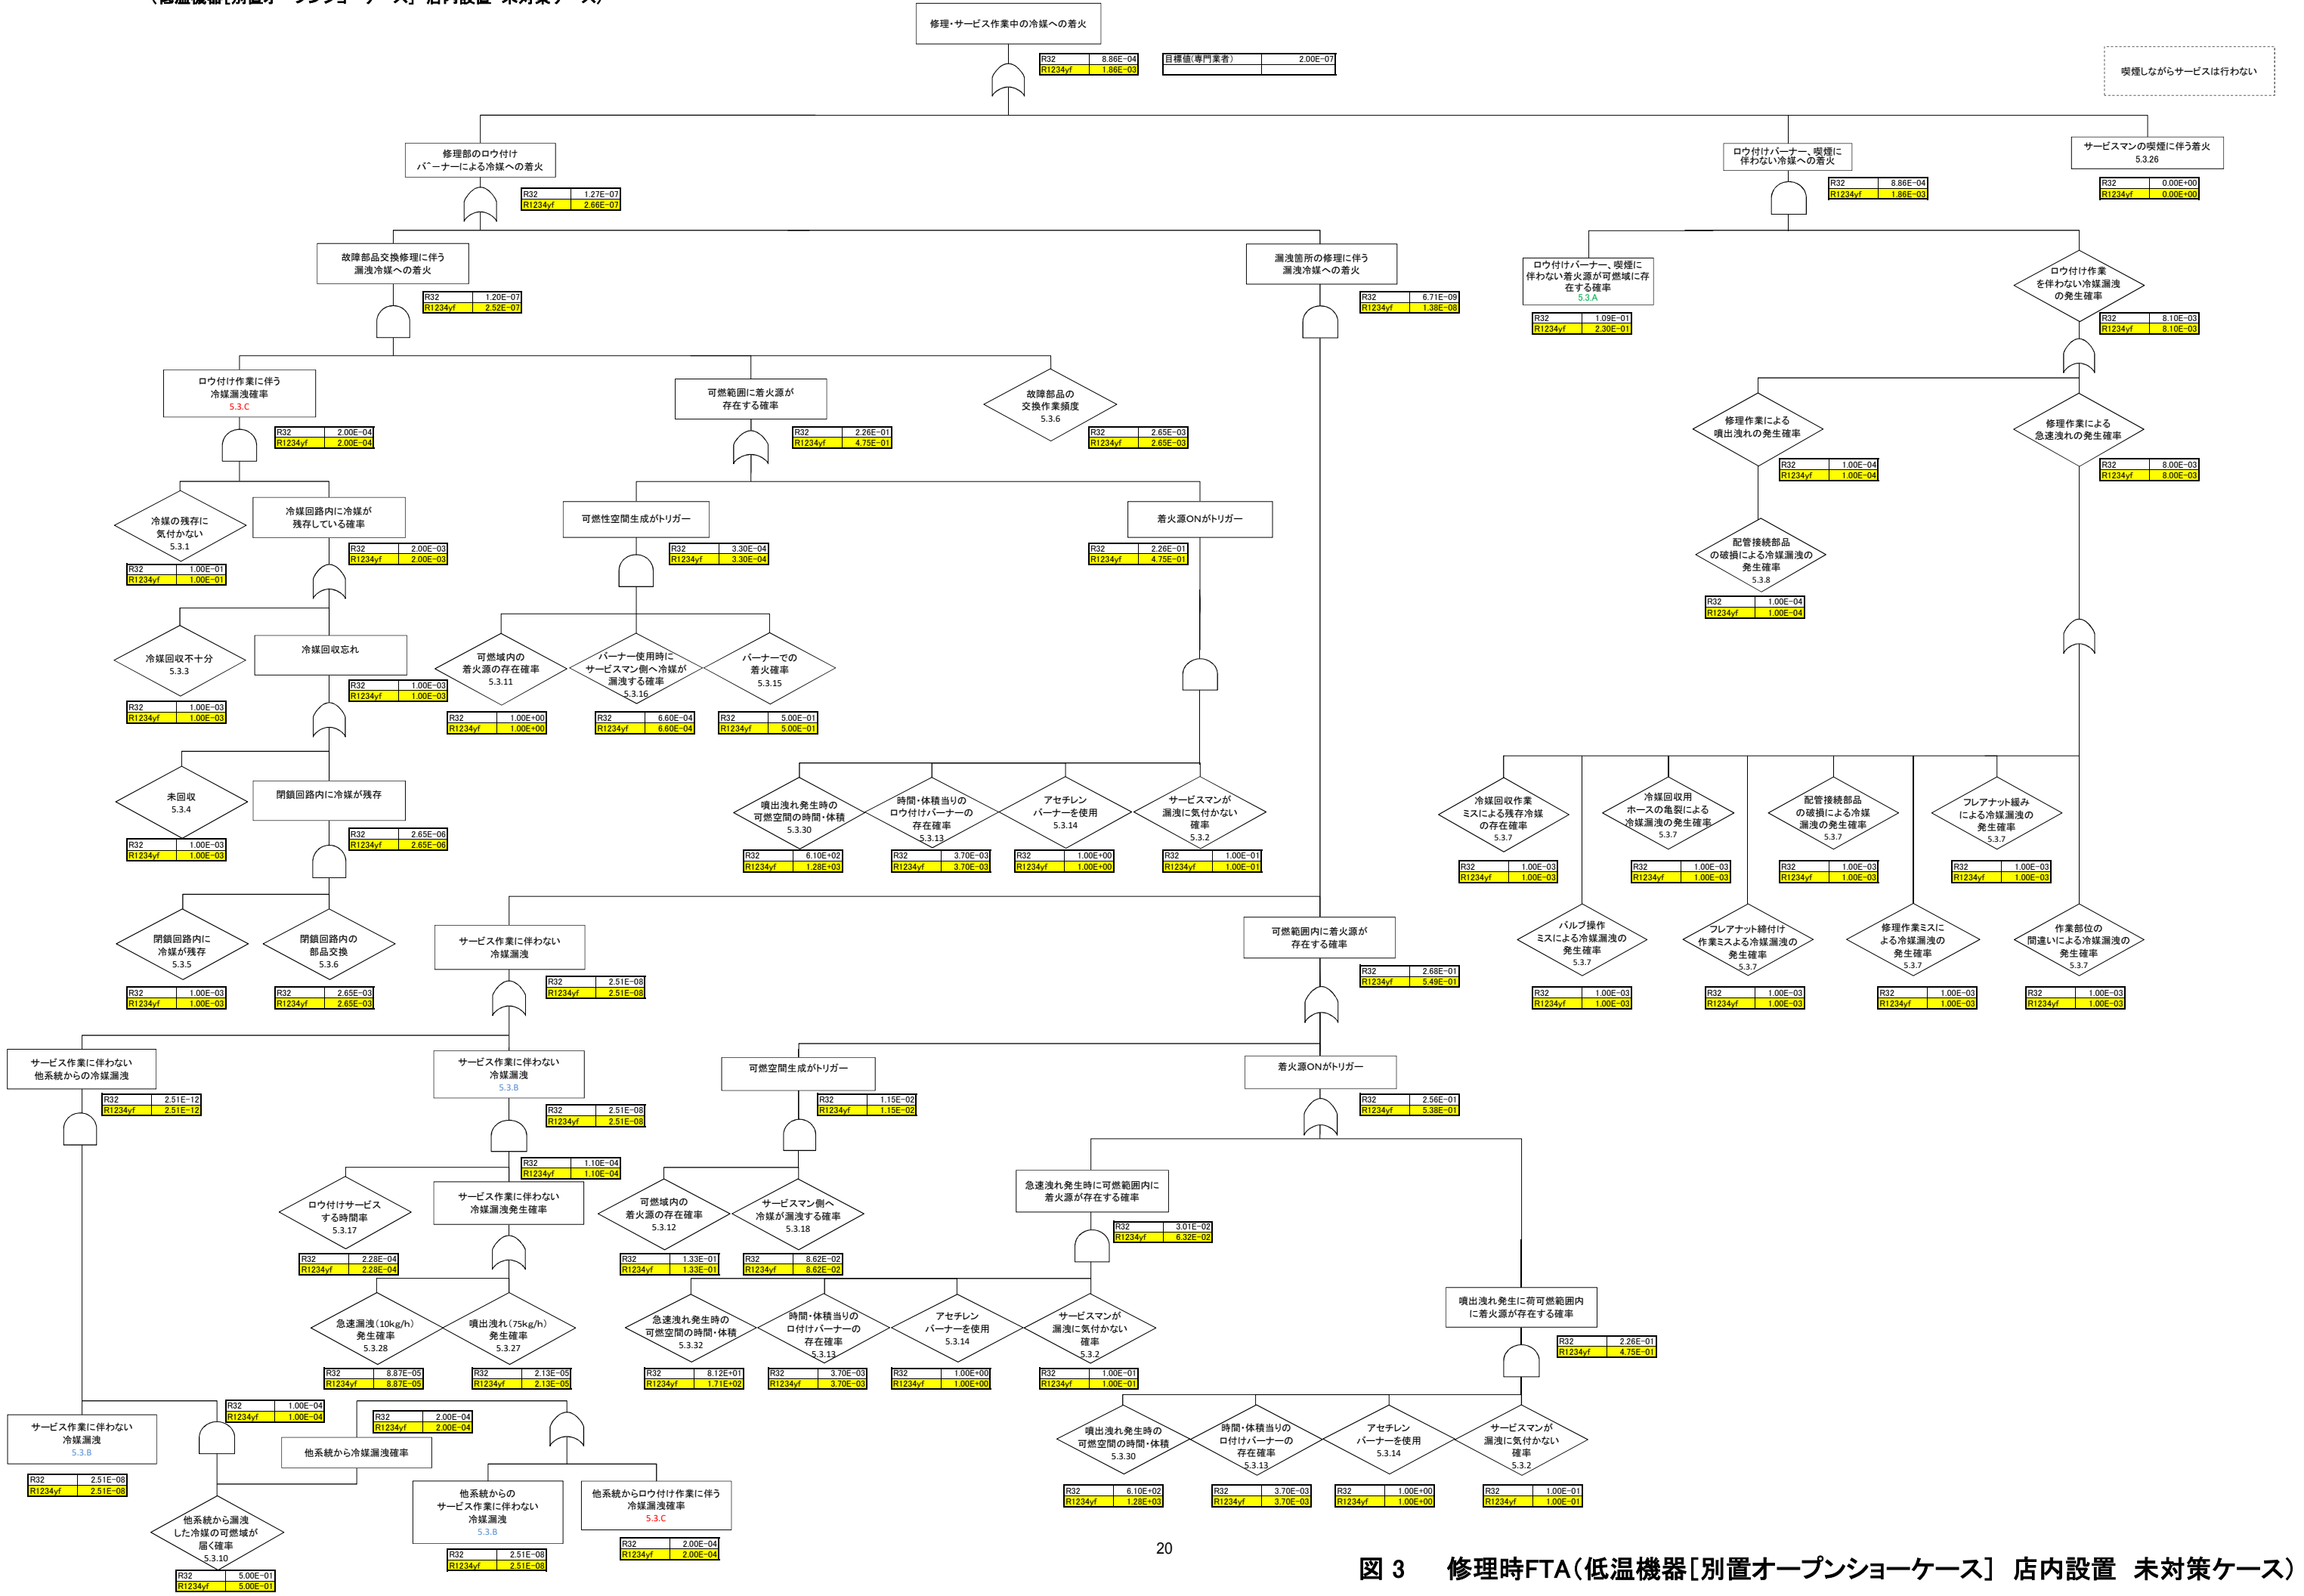 (低温機器[別置オープンショーケース] 店内設置 未対策ケース)
修理・サービス作業中の冷媒への着火
R32 8.86E-04
R1234yf 1.86E-03
目標値(専門業者) 2.00E-07
喫煙しながらサービスは行わない
修理部のロウ付け
バーナーによる冷媒への着火
R32 1.27E-07
R1234yf 2.66E-07
ロウ付けバーナー、喫煙に
伴わない冷媒への着火
R32 8.86E-04
R1234yf 1.86E-03
サービスマンの喫煙に伴う着火
5.3.26
R32 0.00E+00
R1234yf 0.00E+00
故障部品交換修理に伴う
漏洩冷媒への着火
R32 1.20E-07
R1234yf 2.52E-07
漏洩箇所の修理に伴う
漏洩冷媒への着火
R32 6.71E-09
R1234yf 1.38E-08
ロウ付けバーナー、喫煙に
伴わない着火源が可燃域に存
在する確率
5.3.A
R32 1.09E-01
R1234yf 2.30E-01
ロウ付け作業
を伴わない冷媒漏洩
の発生確率
R32 8.10E-03
R1234yf 8.10E-03
ロウ付け作業に伴う
冷媒漏洩確率
5.3.C
R32 2.00E-04
R1234yf 2.00E-04
可燃範囲に着火源が
存在する確率
R32 2.26E-01
R1234yf 4.75E-01
故障部品の
交換作業頻度
5.3.6
R32 2.65E-03
R1234yf 2.65E-03
修理作業による
噴出漏れの発生確率
R32 1.00E-04
R1234yf 1.00E-04
修理作業による
急速漏れの発生確率
R32 8.00E-03
R1234yf 8.00E-03
冷媒の残存に
気付かない
5.3.1
R32 1.00E-01
R1234yf 1.00E-01
冷媒回路内に冷媒が
残存している確率
R32 2.00E-03
R1234yf 2.00E-03
可燃性空間生成がトリガー
R32 3.30E-04
R1234yf 3.30E-04
着火源ONがトリガー
R32 2.26E-01
R1234yf 4.75E-01
配管接続部品
の破損による冷媒漏洩の
発生確率
5.3.8
R32 1.00E-04
R1234yf 1.00E-04
冷媒回収不十分
5.3.3
R32 1.00E-03
R1234yf 1.00E-03
冷媒回収忘れ
R32 1.00E-03
R1234yf 1.00E-03
可燃域内の
着火源の存在確率
5.3.11
R32 1.00E+00
R1234yf 1.00E+00
バーナー使用時に
サービスマン側へ冷媒が
漏洩する確率
5.3.16
R32 6.60E-04
R1234yf 6.60E-04
バーナーでの
着火確率
5.3.15
R32 5.00E-01
R1234yf 5.00E-01
未回収
5.3.4
R32 1.00E-03
R1234yf 1.00E-03
閉鎖回路内に冷媒が残存
R32 2.65E-06
R1234yf 2.65E-06
噴出漏れ発生時の
可燃空間の時間・体積
5.3.30
R32 6.10E+02
R1234yf 1.28E+03
時間・体積当りの
ロウ付けバーナーの
存在確率
5.3.13
R32 3.70E-03
R1234yf 3.70E-03
アセチレン
バーナーを使用
5.3.14
R32 1.00E+00
R1234yf 1.00E+00
サービスマンが
漏洩に気付かない
確率
5.3.2
R32 1.00E-01
R1234yf 1.00E-01
冷媒回収作業
ミスによる残存冷媒
の存在確率
5.3.7
R32 1.00E-03
R1234yf 1.00E-03
冷媒回収用
ホースの亀裂による
冷媒漏洩の発生確率
5.3.7
R32 1.00E-03
R1234yf 1.00E-03
配管接続部品
の破損による冷媒
漏洩の発生確率
5.3.7
R32 1.00E-03
R1234yf 1.00E-03
フレアナット緩み
による冷媒漏洩の
発生確率
5.3.7
R32 1.00E-03
R1234yf 1.00E-03
閉鎖回路内に
冷媒が残存
5.3.5
R32 1.00E-03
R1234yf 1.00E-03
閉鎖回路内の
部品交換
5.3.6
R32 2.65E-03
R1234yf 2.65E-03
サービス作業に伴わない
冷媒漏洩
R32 2.51E-08
R1234yf 2.51E-08
可燃範囲内に着火源が
存在する確率
R32 2.68E-01
R1234yf 5.49E-01
バルブ操作
ミスによる冷媒漏洩の
発生確率
5.3.7
R32 1.00E-03
R1234yf 1.00E-03
フレアナット締付け
作業ミスよる冷媒漏洩の
発生確率
5.3.7
R32 1.00E-03
R1234yf 1.00E-03
修理作業ミスに
よる冷媒漏洩の
発生確率
5.3.7
R32 1.00E-03
R1234yf 1.00E-03
作業部位の
間違いによる冷媒漏洩の
発生確率
5.3.7
R32 1.00E-03
R1234yf 1.00E-03
サービス作業に伴わない
他系統からの冷媒漏洩
R32 2.51E-12
R1234yf 2.51E-12
サービス作業に伴わない
冷媒漏洩
5.3.B
R32 2.51E-08
R1234yf 2.51E-08
可燃空間生成がトリガー
R32 1.15E-02
R1234yf 1.15E-02
着火源ONがトリガー
R32 2.56E-01
R1234yf 5.38E-01
R32 1.10E-04
R1234yf 1.10E-04
ロウ付けサービス
する時間率
5.3.17
R32 2.28E-04
R1234yf 2.28E-04
サービス作業に伴わない
冷媒漏洩発生確率
可燃域内の
着火源の存在確率
5.3.12
R32 1.33E-01
R1234yf 1.33E-01
サービスマン側へ
冷媒が漏洩する確率
5.3.18
R32 8.62E-02
R1234yf 8.62E-02
急速漏れ発生時に可燃範囲内に
着火源が存在する確率
R32 3.01E-02
R1234yf 6.32E-02
急速漏洩(10kg/h)
発生確率
5.3.28
R32 8.87E-05
R1234yf 8.87E-05
噴出漏れ(75kg/h)
発生確率
5.3.27
R32 2.13E-05
R1234yf 2.13E-05
急速漏れ発生時の
可燃空間の時間・体積
5.3.32
R32 8.12E+01
R1234yf 1.71E+02
時間・体積当りの
ロ付けバーナーの
存在確率
5.3.13
R32 3.70E-03
R1234yf 3.70E-03
アセチレン
バーナーを使用
5.3.14
R32 1.00E+00
R1234yf 1.00E+00
サービスマンが
漏洩に気付かない
確率
5.3.2
R32 1.00E-01
R1234yf 1.00E-01
噴出漏れ発生に荷可燃範囲内
に着火源が存在する確率
R32 2.26E-01
R1234yf 4.75E-01
サービス作業に伴わない
冷媒漏洩
5.3.B
R32 2.51E-08
R1234yf 2.51E-08
R32 1.00E-04
R1234yf 1.00E-04
R32 2.00E-04
R1234yf 2.00E-04
他系統から冷媒漏洩確率
他系統から漏洩
した冷媒の可燃域が
届く確率
5.3.10
R32 5.00E-01
R1234yf 5.00E-01
他系統からの
サービス作業に伴わない
冷媒漏洩
5.3.B
R32 2.51E-08
R1234yf 2.51E-08
他系統からロウ付け作業に伴う
冷媒漏洩確率
5.3.C
R32 2.00E-04
R1234yf 2.00E-04
噴出漏れ発生時の
可燃空間の時間・体積
5.3.30
R32 6.10E+02
R1234yf 1.28E+03
時間・体積当りの
ロ付けバーナーの
存在確率
5.3.13
R32 3.70E-03
R1234yf 3.70E-03
アセチレン
バーナーを使用
5.3.14
R32 1.00E+00
R1234yf 1.00E+00
サービスマンが
漏洩に気付かない
確率
5.3.2
R32 1.00E-01
R1234yf 1.00E-01
20
図 3 修理時FTA(低温機器[別置オープンショーケース] 店内設置 未対策ケース)